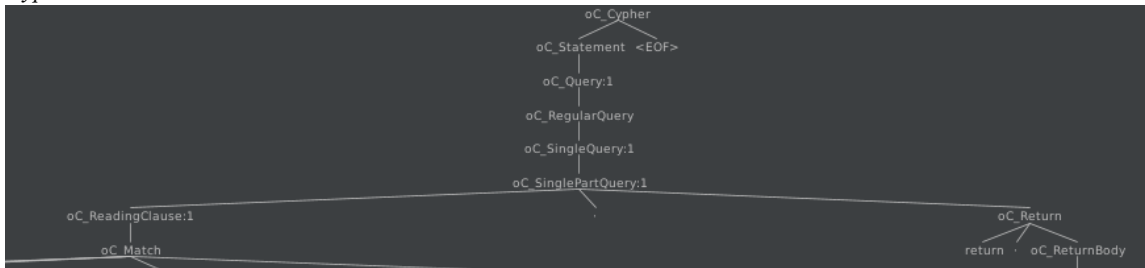 oC_Cypher
oC_Statement <EOF>
oC_Query:1
oC_RegularQuery
oC_SingleQuery:1
oC_SinglePartQuery:1
oC_ReadingClause:1 · oC_Return
oC_Match return · oC_ReturnBody